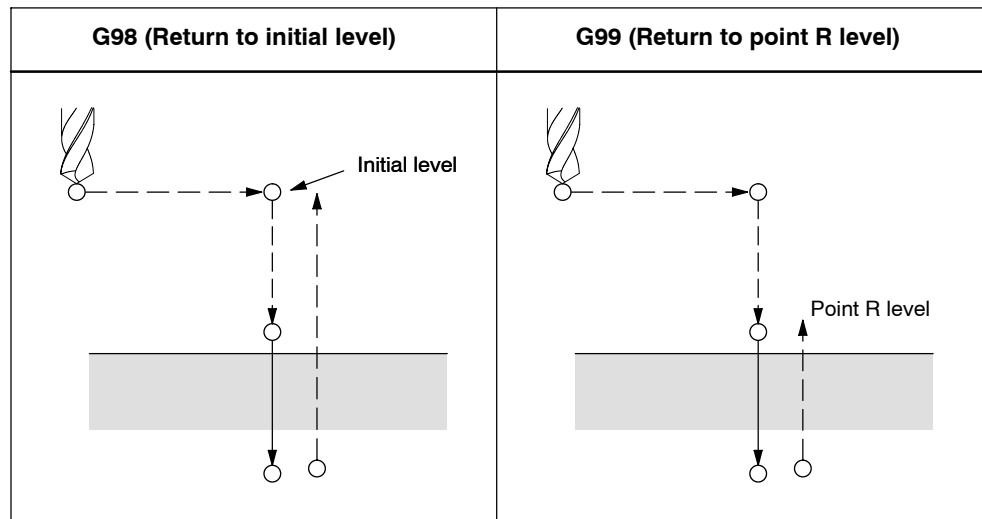 G98 (Return to initial level)
G99 (Return to point R level)
Initial level
Point R level